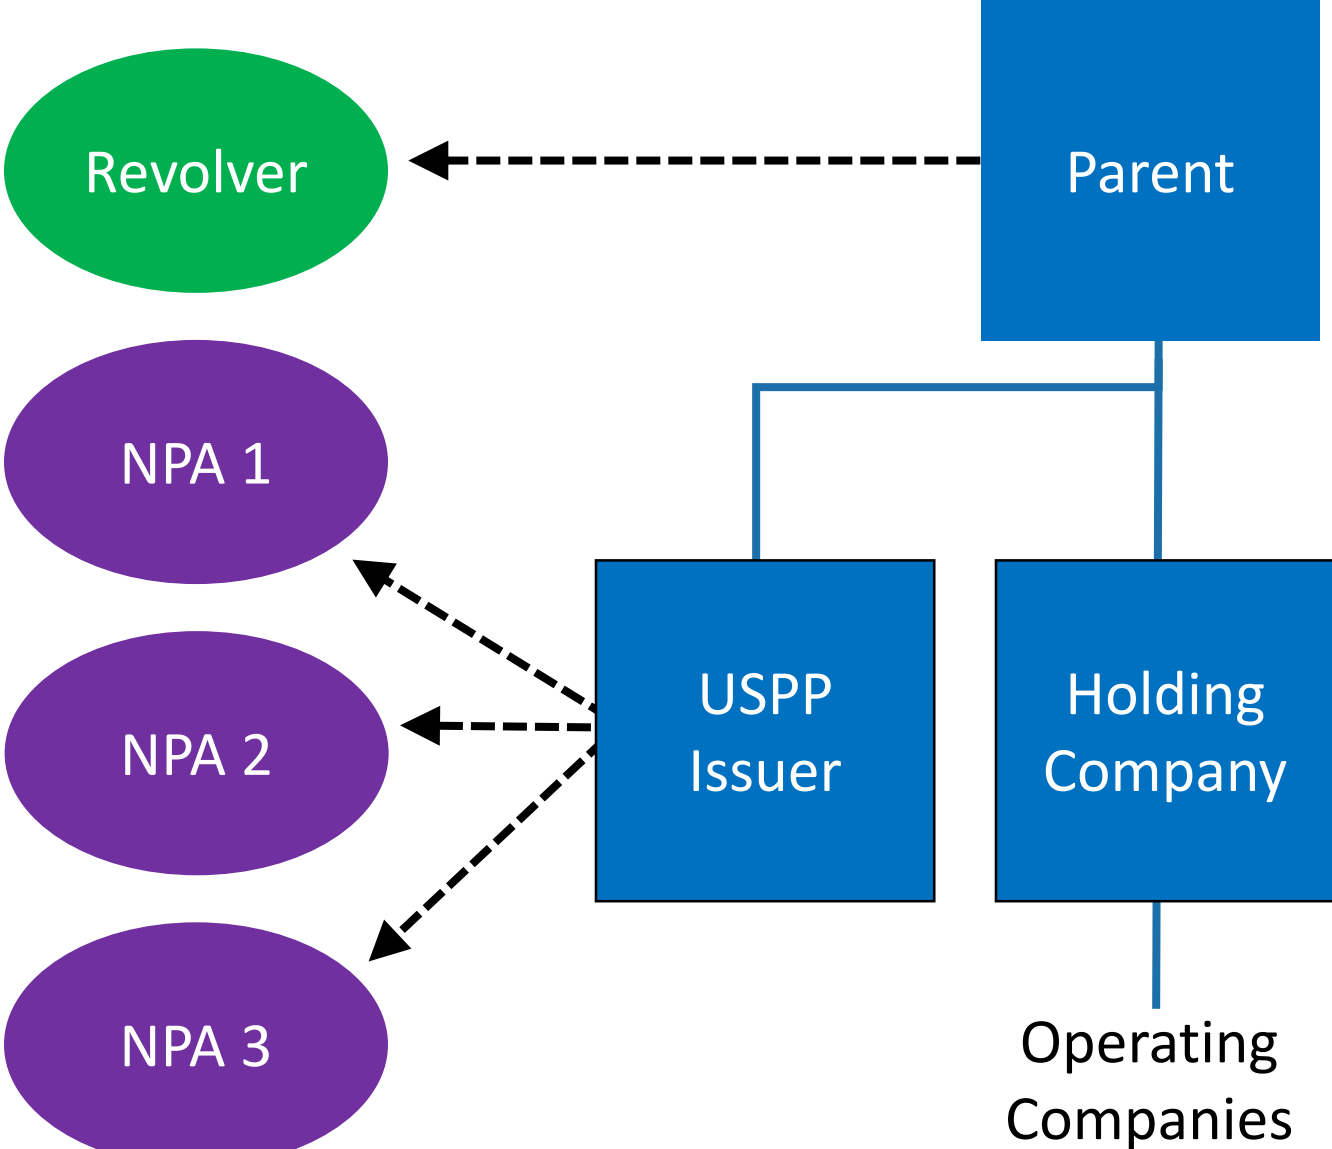 Revolver
Parent
NPA 1
NPA 2
NPA 3
USPP
Issuer
Holding
Company
Operating
Companies